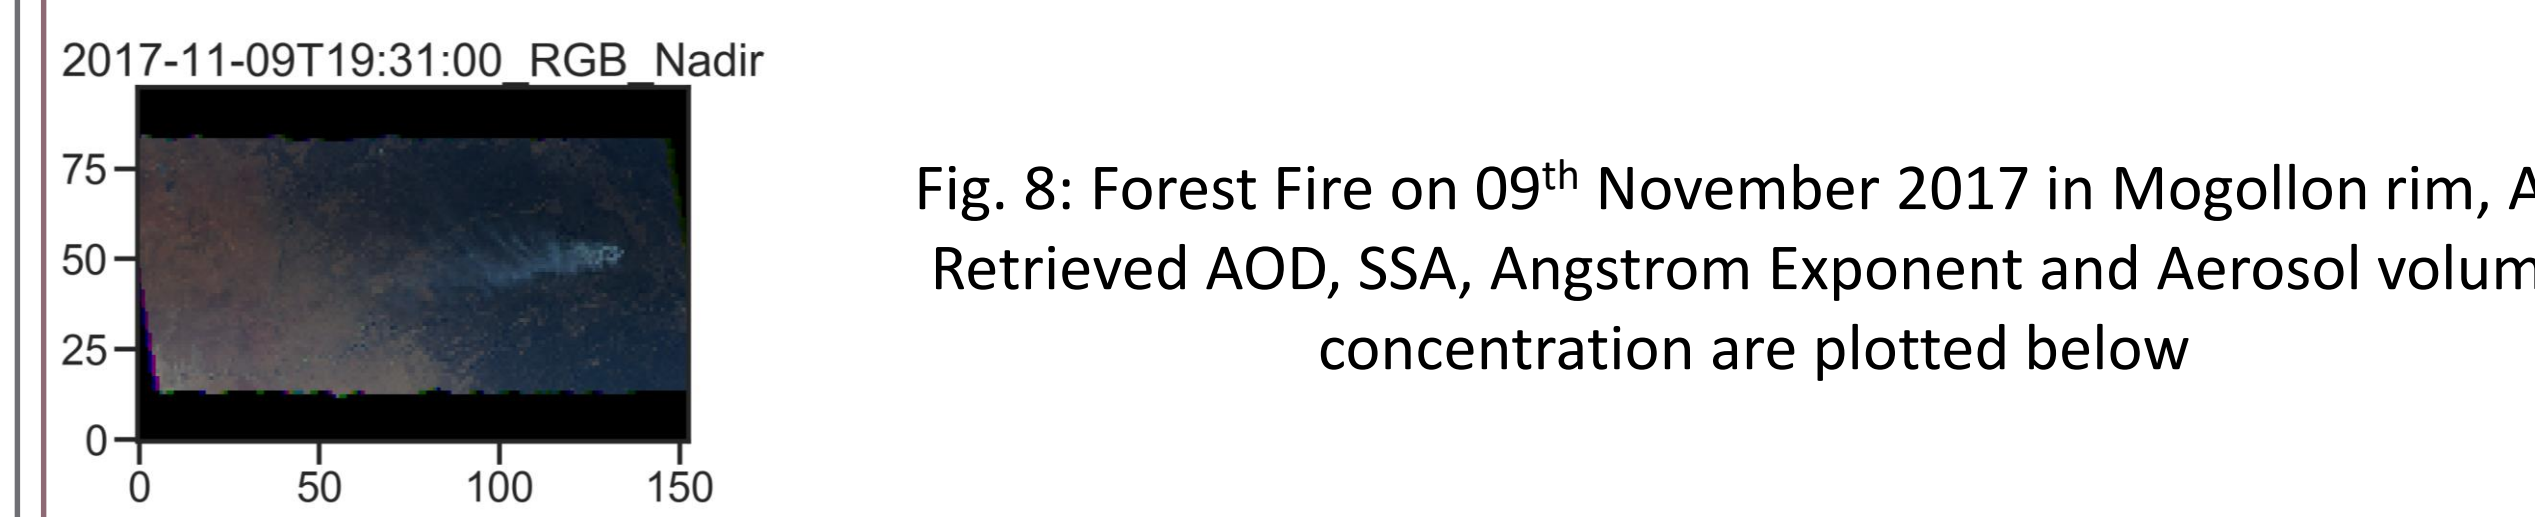 2017-11-09T19:31:00_RGB_Nadir
75
50
25
0
0 50 100 150
Fig. 8: Forest Fire on 09th November 2017 in Mogollon rim,
Retrieved AOD, SSA, Angstrom Exponent and Aerosol
concentration are plotted below